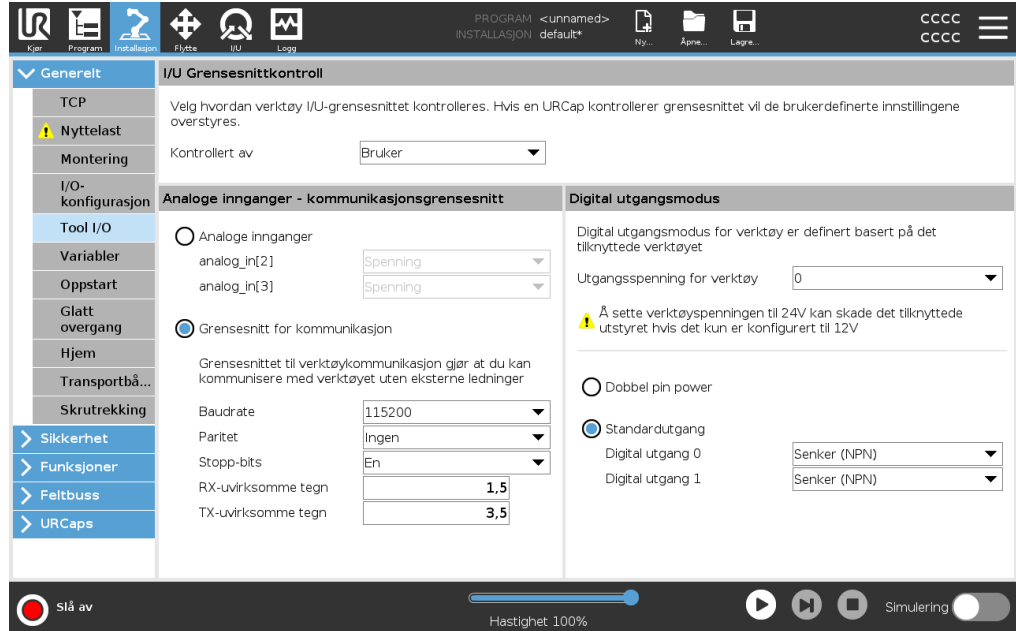 UR
PROGRAM <unnamed>
INSTALLASJON default*
CCCC
CCCC
Kjør
Program
Installasjon
Flytte
I/U
Logg
Ny...
Åpne...
Lagre...
Generelt
TCP
Nyttelast
Montering
I/O-
konfigurasjon
Tool I/O
Variabler
Oppstart
Glatt
overgang
Hjem
Transportbå...
Skrutrekking
Sikkerhet
Funksjoner
Feltbuss
URCaps
I/U Grensesnittkontroll
Velg hvordan verktøy I/U-grensesnittet kontrolleres. Hvis en URCap kontrollerer grensesnittet vil de brukerdefinerte innstillingene
overstyres.
Kontrollert av Bruker
Analoge innganger - kommunikasjonsgrensesnitt
Analoge innganger
analog_in[2] Spenning
analog_in[3] Spenning
Grensesnitt for kommunikasjon
Grensesnittet til verktøykommunikasjon gjør at du kan
kommunisere med verktøyet uten eksterne ledninger
Baudrate 115200
Paritet Ingen
Stopp-bits En
RX-uvirksomme tegn 1,5
TX-uvirksomme tegn 3,5
Digital utgangsmodus
Digital utgangsmodus for verktøy er definert basert på det
tilknyttede verktøyet
Utgangsspenning for verktøy 0
Å sette verktøyspenningen til 24V kan skade det tilknyttede
utstyret hvis det kun er konfigurert til 12V
Dobbel pin power
Standardutgang
Digital utgang 0 Senker (NPN)
Digital utgang 1 Senker (NPN)
Slå av
Hastighet 100%
Simulering